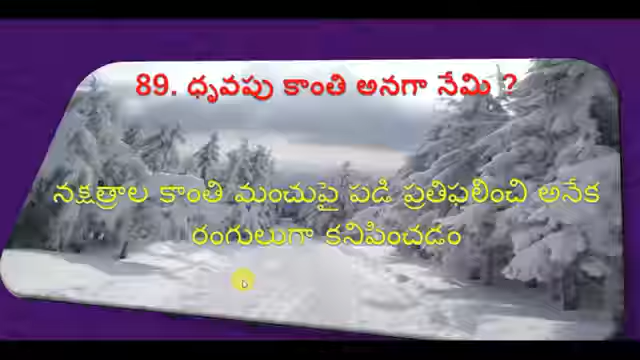 89. ధృవపు కాంతి అనగా నేమి ?
నక్షత్రాల కాంతి మంచుపై పడి ప్రతిఫలించి అనేక
రంగులుగా కనిపించడం